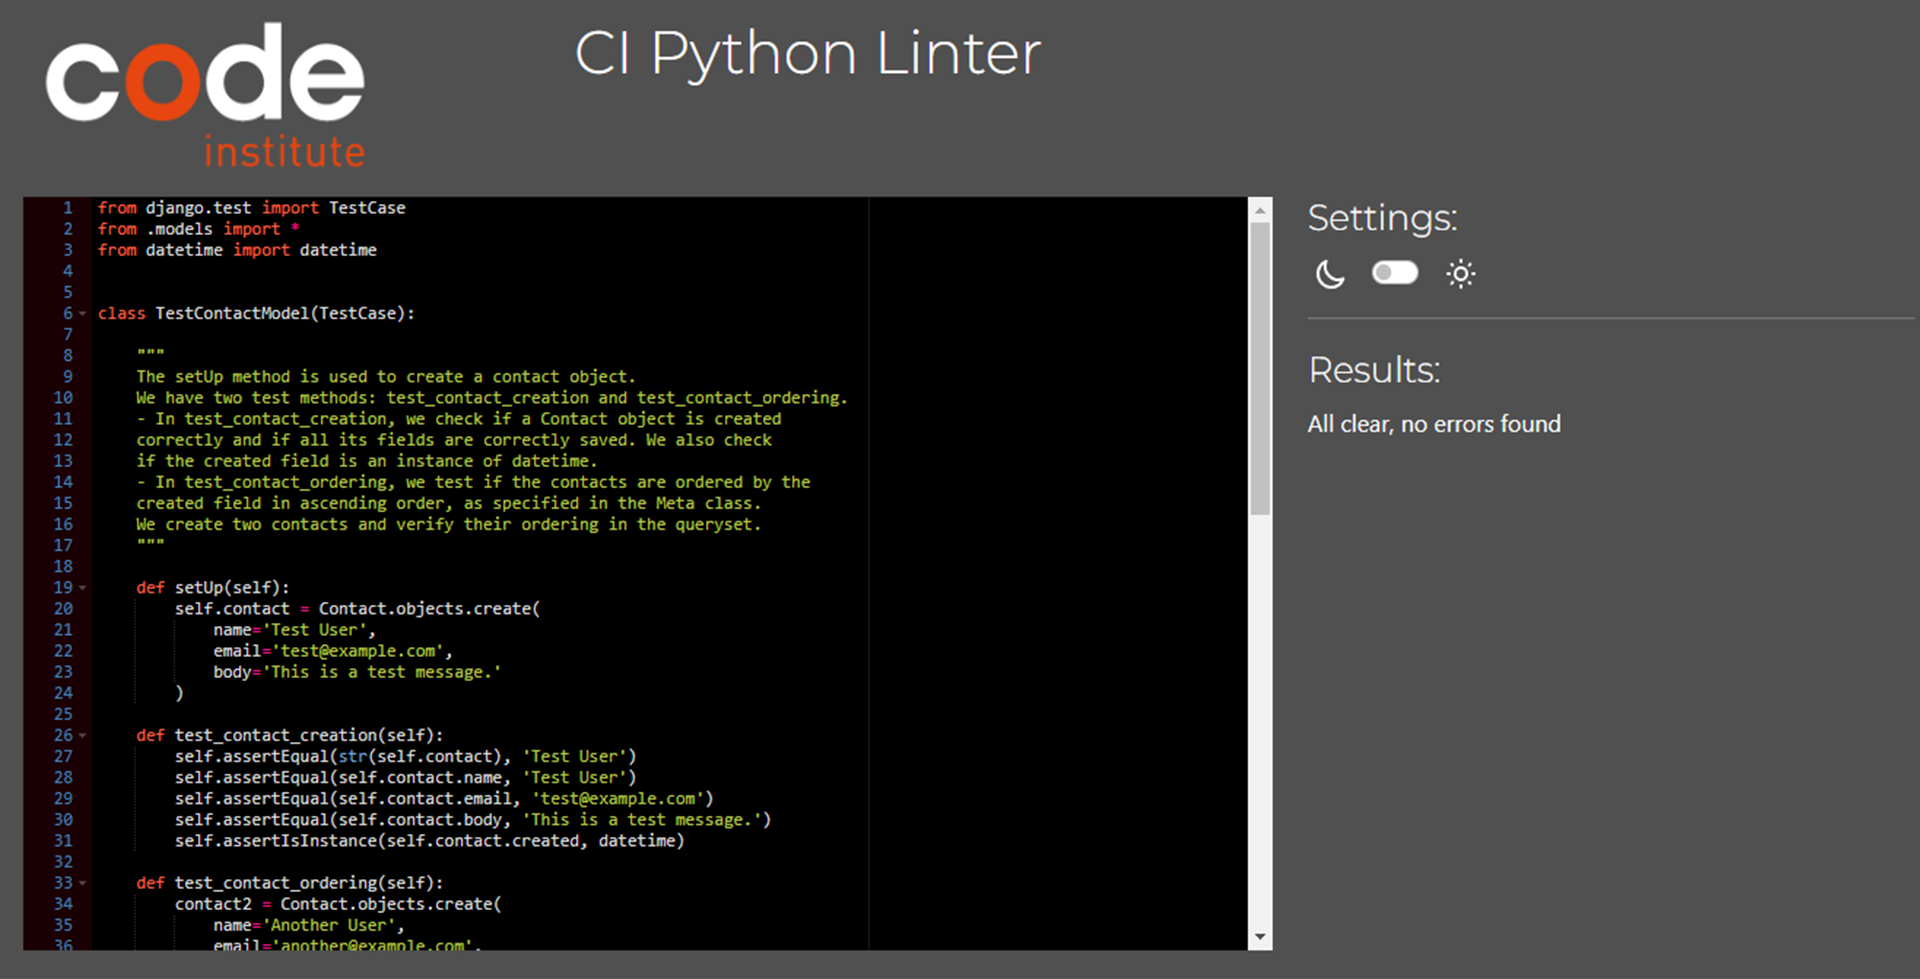 code
institute
CI Python Linter
1 from django.test import TestCase
2 from .models import *
3 from datetime import datetime
4
5
6 class TestContactModel(TestCase):
7
8     """
9     The setUp method is used to create a contact object.
10     We have two test methods: test_contact_creation and test_contact_ordering.
11     - In test_contact_creation, we check if a Contact object is created
12     correctly and if all its fields are correctly saved. We also check
13     if the created field is an instance of datetime.
14     - In test_contact_ordering, we test if the contacts are ordered by the
15     created field in ascending order, as specified in the Meta class.
16     We create two contacts and verify their ordering in the queryset.
17     """
18
19     def setUp(self):
20         self.contact = Contact.objects.create(
21             name='Test User',
22             email='test@example.com',
23             body='This is a test message.'
24         )
25
26     def test_contact_creation(self):
27         self.assertEqual(str(self.contact), 'Test User')
28         self.assertEqual(self.contact.name, 'Test User')
29         self.assertEqual(self.contact.email, 'test@example.com')
30         self.assertEqual(self.contact.body, 'This is a test message.')
31         self.assertIsInstance(self.contact.created, datetime)
32
33     def test_contact_ordering(self):
34         contact2 = Contact.objects.create(
35             name='Another User',
36             email='another@example.com',
Settings:
Results:
All clear, no errors found